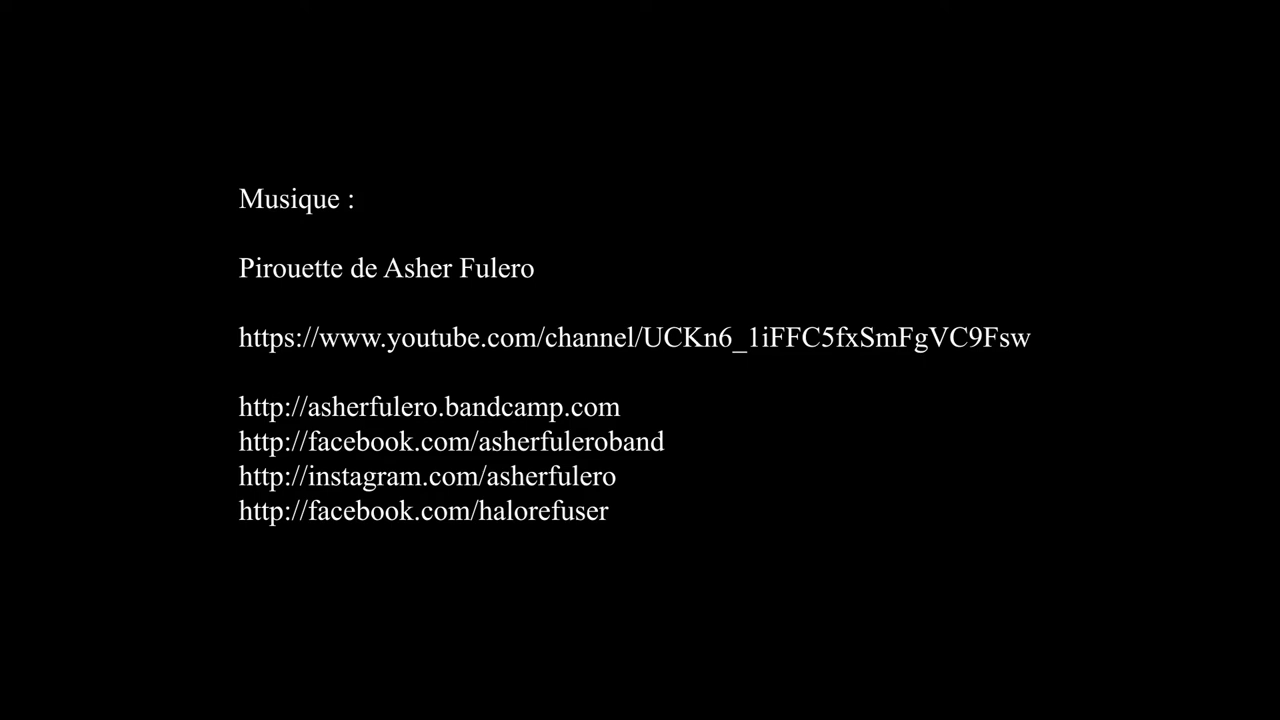 Musique :
Pirouette de Asher Fulero
https://www.youtube.com/channel/UCKn6_1iFFC5fxSmFgVC9Fsw
http://asherfulero.bandcamp.com
http://facebook.com/asherfuleroband
http://instagram.com/asherfulero
http://facebook.com/halorefuser